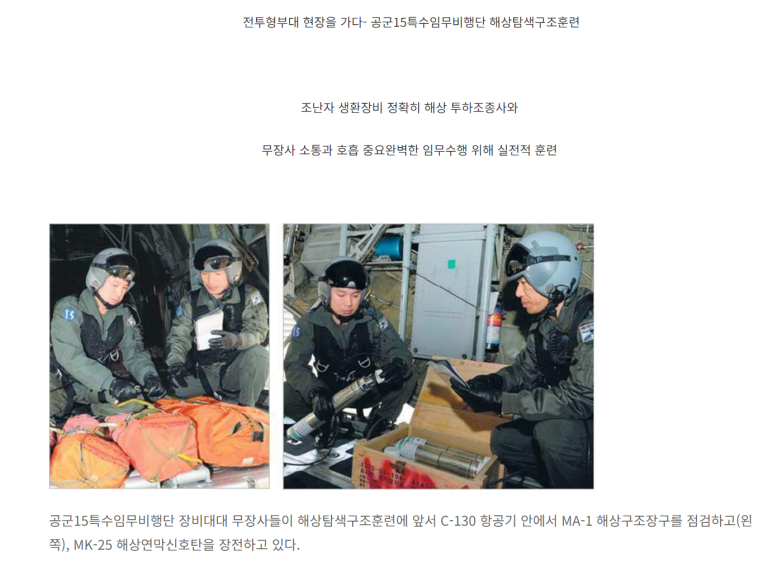 전투형부대 현장을 가다- 공군15특수임무비행단 해상탐색구조훈련
조난자 생환장비 정확히 해상 투하조종사와
무장사 소통과 호흡 중요완벽한 임무수행 위해 실전적 훈련
공군15특수임무비행단 장비대대 무장사들이 해상탐색구조훈련에 앞서 C-130 항공기 안에서 MA-1 해상구조장구를 점검하고(왼
쪽), MK-25 해상연막신호탄을 장전하고 있다.